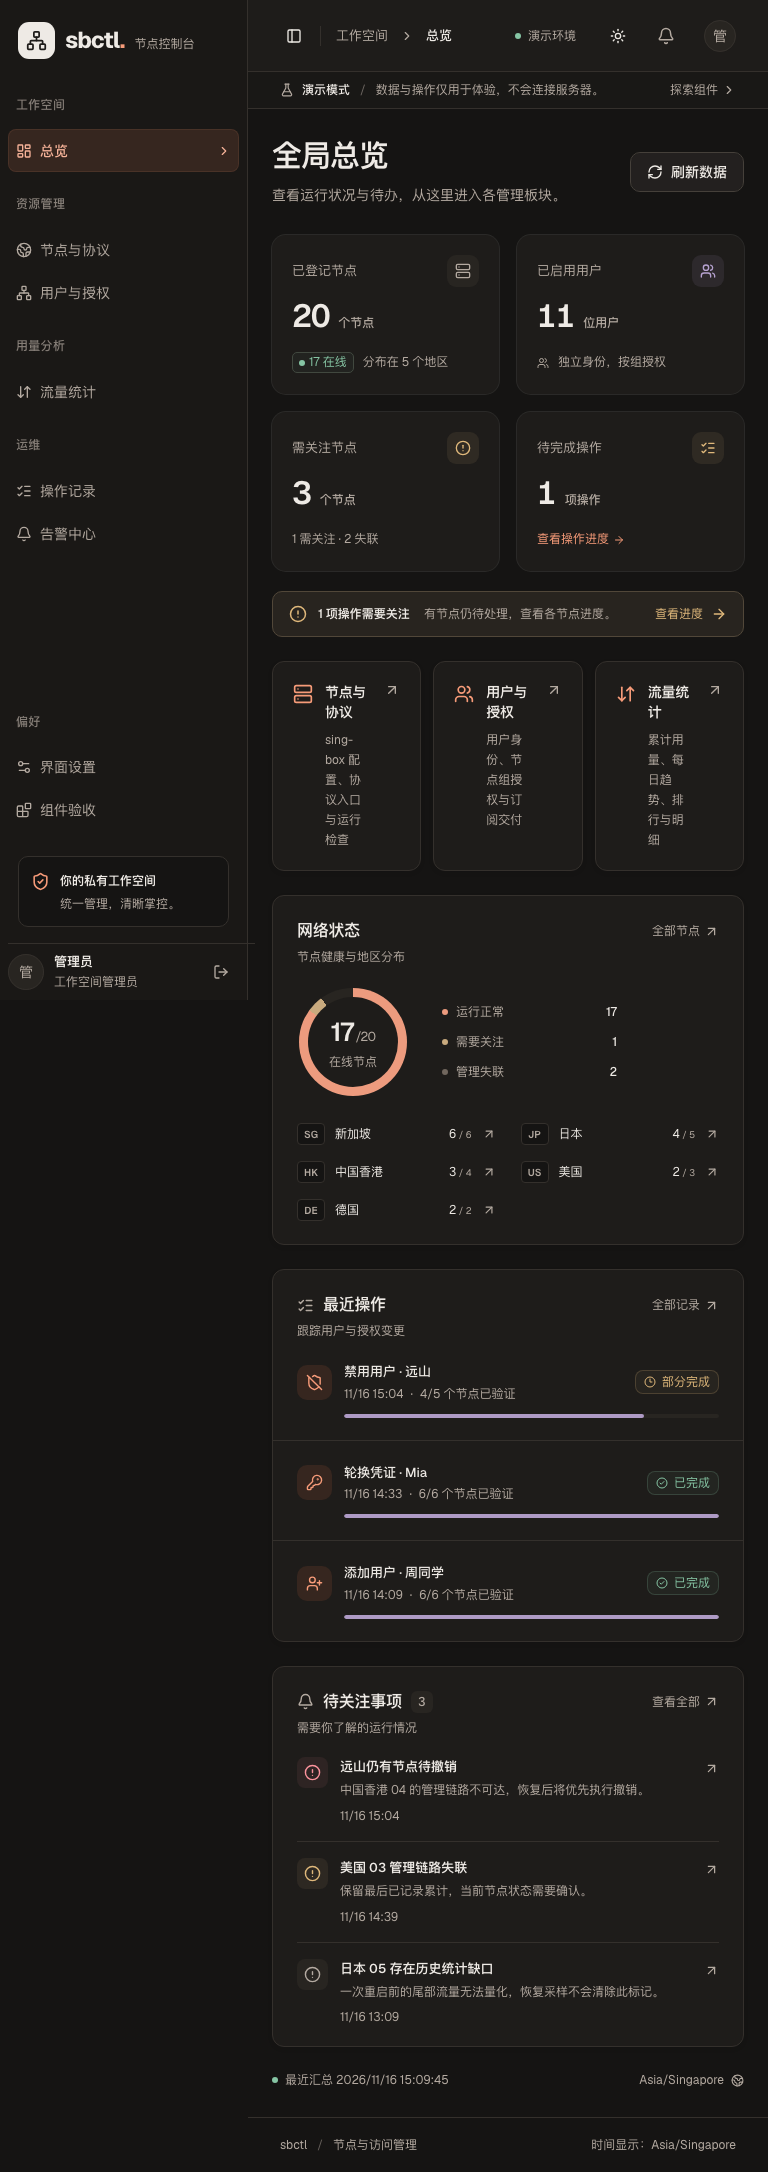 sbctl. 节点控制台
工作空间
总览
资源管理
节点与协议
用户与授权
用量分析
流量统计
运维
操作记录
告警中心
偏好
界面设置
组件验收
你的私有工作空间
统一管理，清晰掌控。
管
管理员
工作空间管理员
工作空间 > 总览
演示环境
管
演示模式 / 数据与操作仅用于体验，不会连接服务器。
探索组件
全局总览
查看运行状况与待办，从这里进入各管理板块。
刷新数据
已登记节点
20 个节点
17 在线 分布在 5 个地区
已启用用户
11 位用户
独立身份，按组授权
需关注节点
3 个节点
1 需关注 · 2 失联
待完成操作
1 项操作
查看操作进度 →
1 项操作需要关注 有节点仍待处理，查看各节点进度。 查看进度 →
节点与
协议
sing-
box 配
置、协
议入口
与运行
检查
用户与
授权
用户身
份、节
点组授
权与订
阅交付
流量统
计
累计用
量、每
日趋
势、排
行与明
细
网络状态
全部节点
节点健康与地区分布
17/20
在线节点
运行正常 17
需要关注 1
管理失联 2
SG 新加坡 6 / 6
JP 日本 4 / 5
HK 中国香港 3 / 4
US 美国 2 / 3
DE 德国 2 / 2
最近操作
全部记录
跟踪用户与授权变更
禁用用户 · 远山
11/16 15:04 · 4/5 个节点已验证
部分完成
轮换凭证 · Mia
11/16 14:33 · 6/6 个节点已验证
已完成
添加用户 · 周同学
11/16 14:09 · 6/6 个节点已验证
已完成
待关注事项 3
查看全部
需要你了解的运行情况
远山仍有节点待撤销
中国香港 04 的管理链路不可达，恢复后将优先执行撤销。
11/16 15:04
美国 03 管理链路失联
保留最后已记录累计，当前节点状态需要确认。
11/16 14:39
日本 05 存在历史统计缺口
一次重启前的尾部流量无法量化，恢复采样不会清除此标记。
11/16 13:09
最近汇总 2026/11/16 15:09:45
Asia/Singapore
sbctl / 节点与访问管理
时间显示：Asia/Singapore